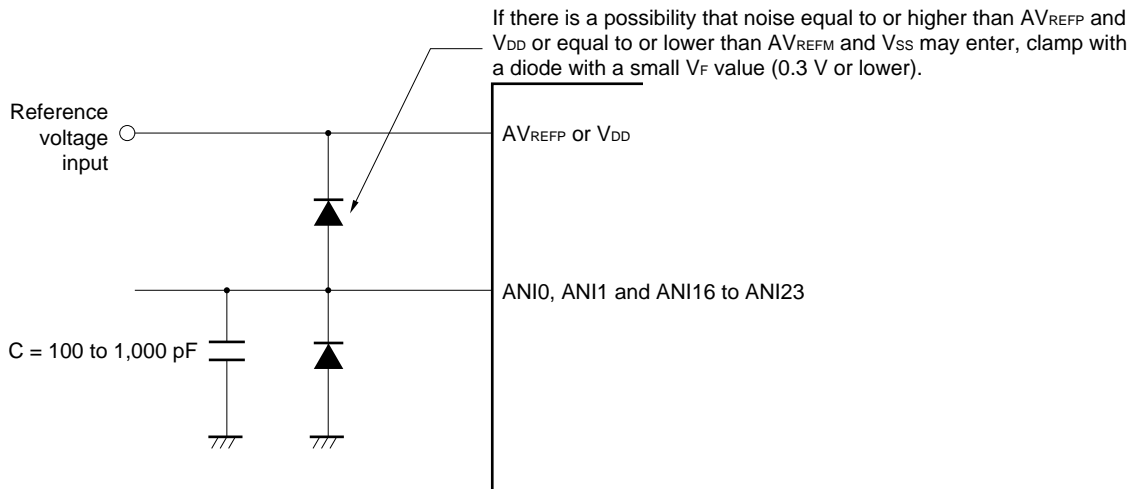 If there is a possibility that noise equal to or higher than AVREFP and
VDD or equal to or lower than AVREFM and VSS may enter, clamp with
a diode with a small VF value (0.3 V or lower).
Reference
voltage
input
AVREFP or VDD
ANI0, ANI1 and ANI16 to ANI23
C = 100 to 1,000 pF